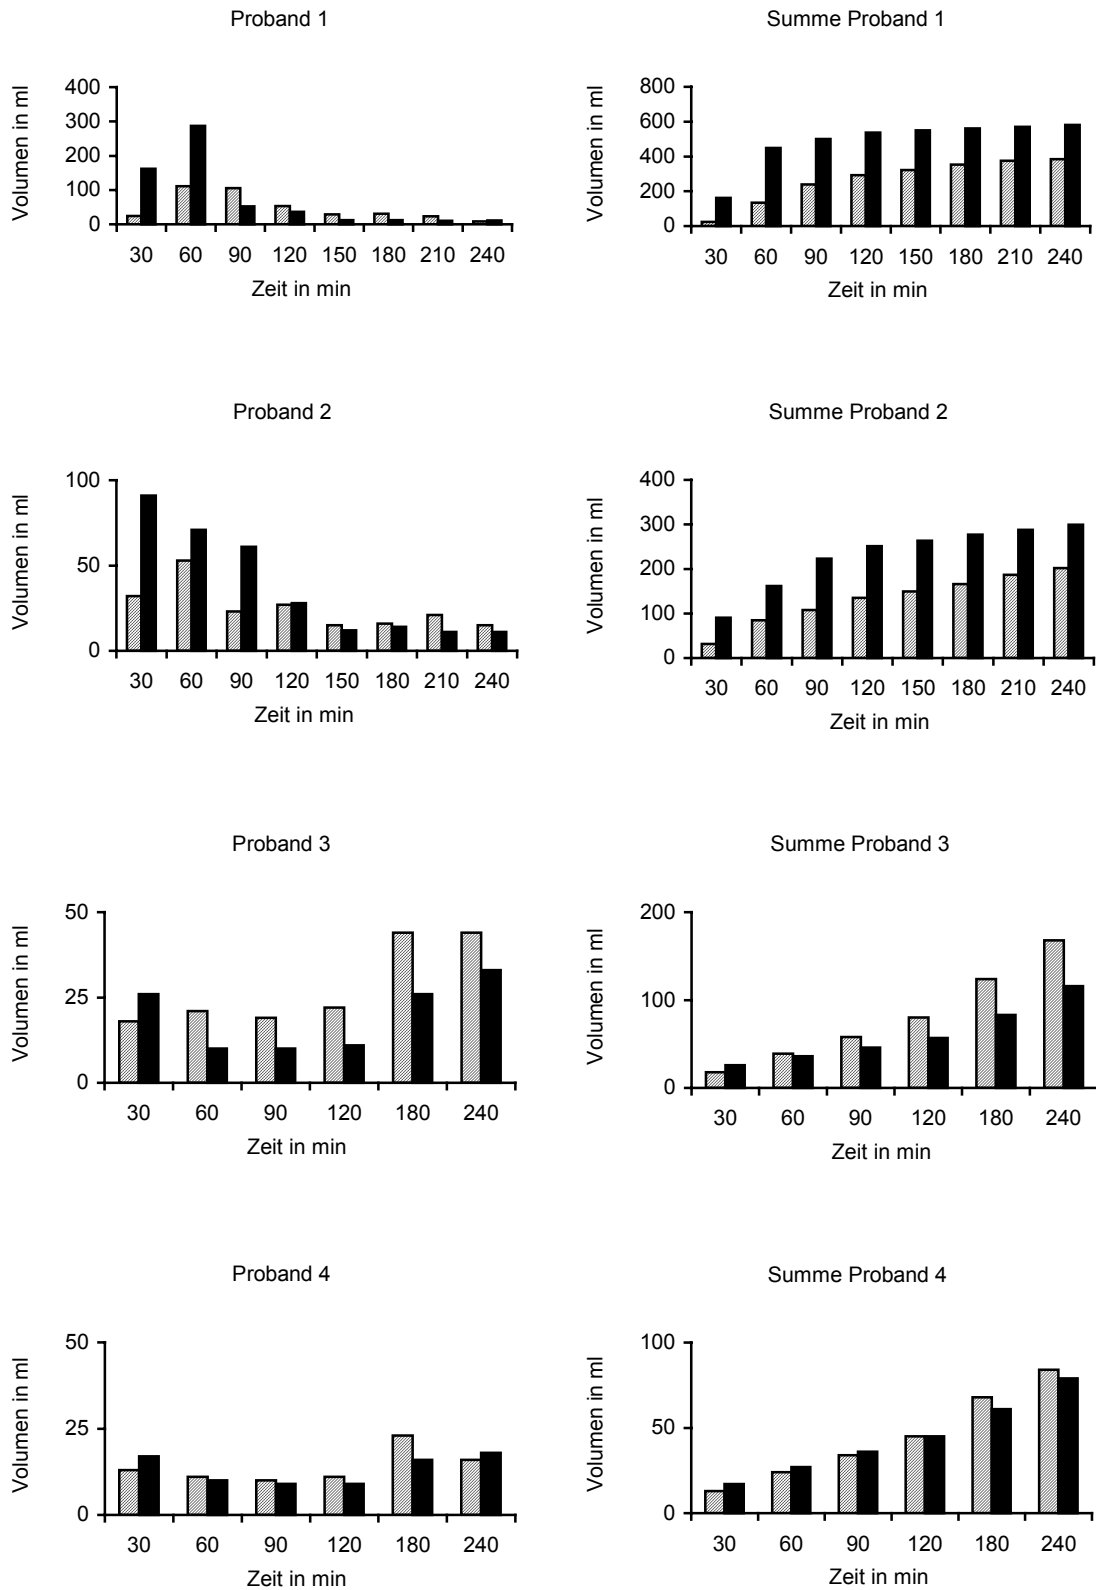 Proband 1
Volumen in ml
400
300
200
100
0
30 60 90 120 150 180 210 240
Zeit in min
Summe Proband 1
Volumen in ml
800
600
400
200
0
30 60 90 120 150 180 210 240
Zeit in min
Proband 2
Volumen in ml
100
50
0
30 60 90 120 150 180 210 240
Zeit in min
Summe Proband 2
Volumen in ml
400
300
200
100
0
30 60 90 120 150 180 210 240
Zeit in min
Proband 3
Volumen in ml
50
25
0
30 60 90 120 180 240
Zeit in min
Summe Proband 3
Volumen in ml
200
100
0
30 60 90 120 180 240
Zeit in min
Proband 4
Volumen in ml
50
25
0
30 60 90 120 180 240
Zeit in min
Summe Proband 4
Volumen in ml
100
50
0
30 60 90 120 180 240
Zeit in min